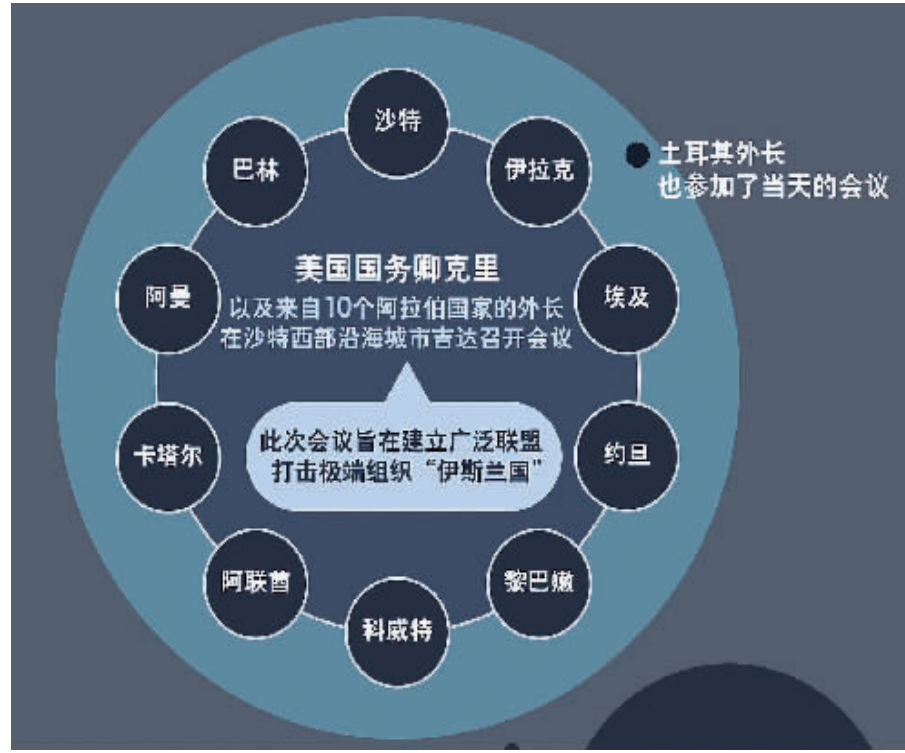 沙特
巴林
伊拉克
土耳其外长
也参加了当天的会议
阿曼
美国国务卿克里
以及来自10个阿拉伯国家的外长
在沙特西部沿海城市吉达召开会议
埃及
卡塔尔
此次会议旨在建立广泛联盟
打击极端组织“伊斯兰国”
约旦
阿联酋
黎巴嫩
科威特